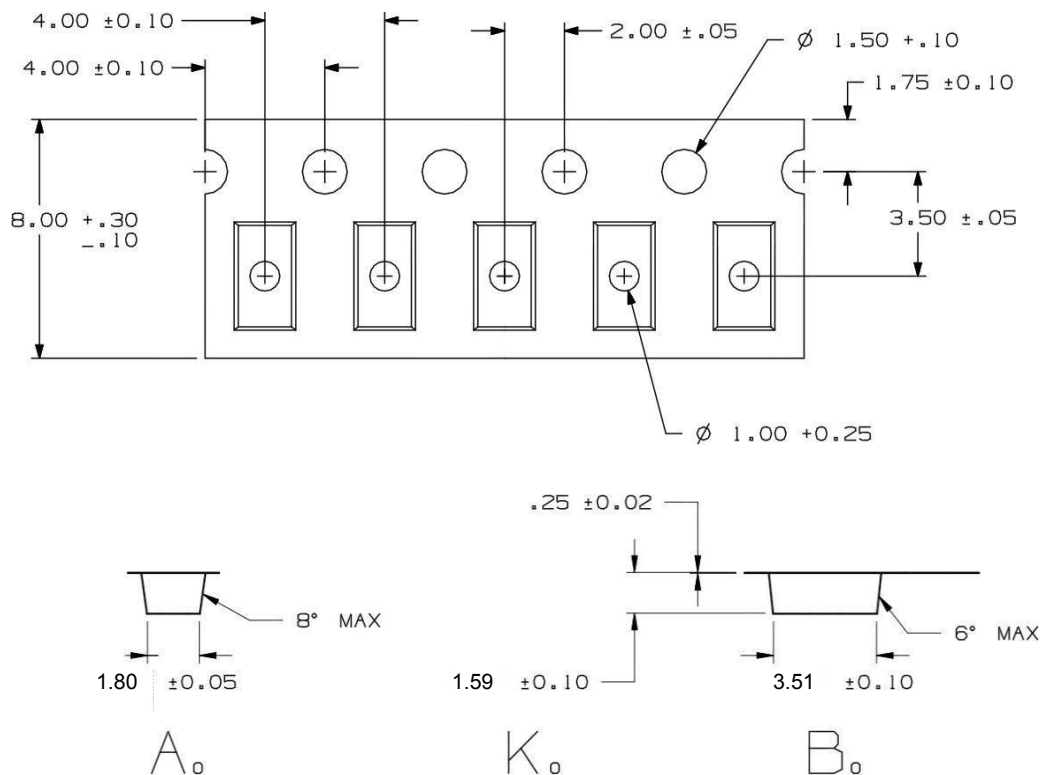 4.00 ±0.10
2.00 ±.05
Ø 1.50 +.10
4.00 ±0.10
1.75 ±0.10
8.00 +.30
-.10
3.50 ±.05
Ø 1.00 +0.25
.25 ±0.02
8° MAX
6° MAX
1.80 ±0.05
1.59 ±0.10
3.51 ±0.10
A₀
K₀
B₀